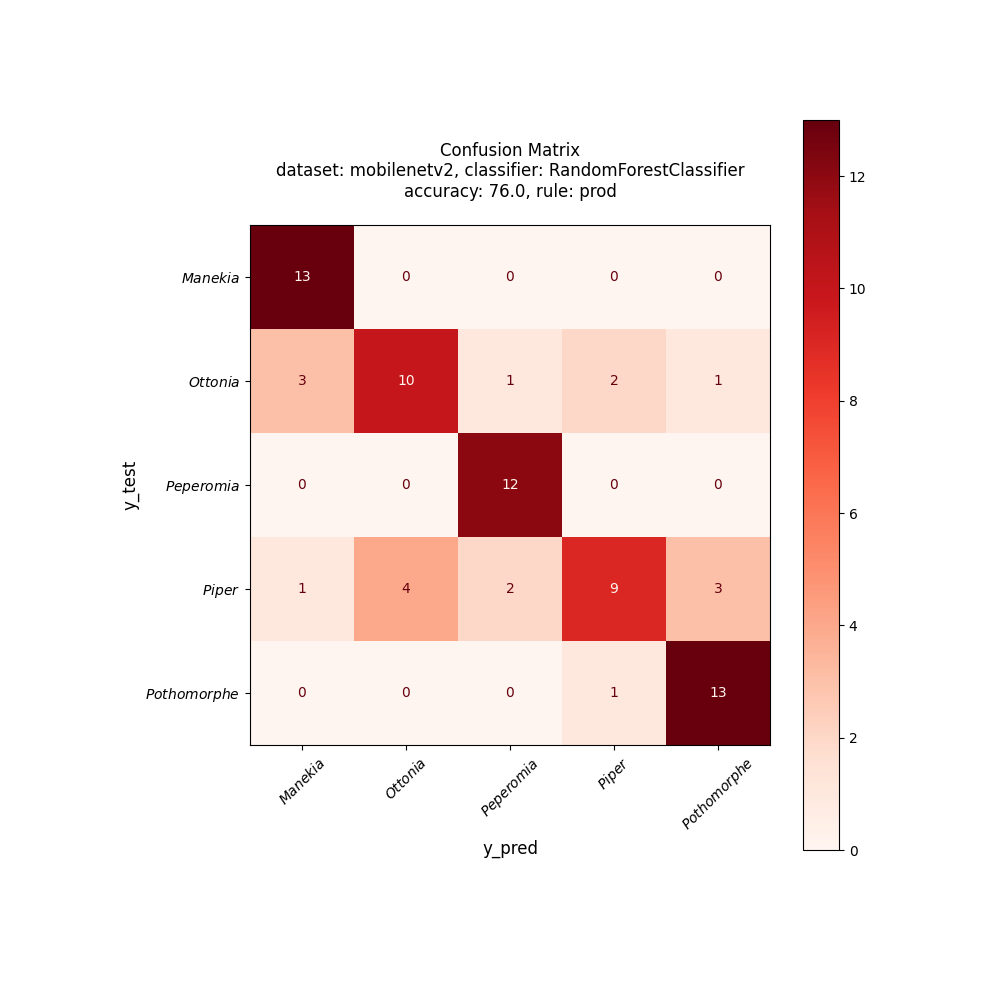 Confusion Matrix
dataset: mobilenetv2, classifier: RandomForestClassifier
accuracy: 76.0, rule: prod
y_test
Manekia 13 0 0 0 0
Ottonia 3 10 1 2 1
Peperomia 0 0 12 0 0
Piper 1 4 2 9 3
Pothomorphe 0 0 0 1 13
Manekia Ottonia Peperomia Piper Pothomorphe
y_pred
12
10
8
6
4
2
0